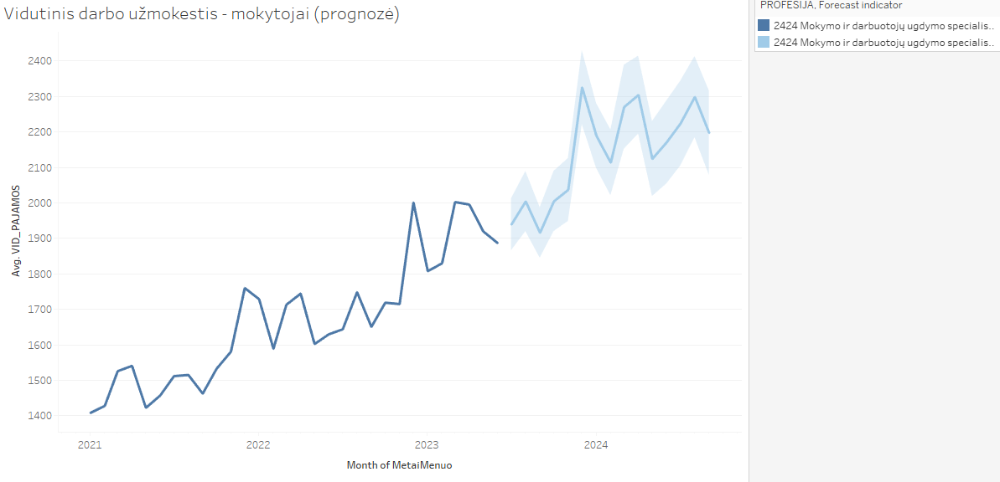 Vidutinis darbo užmokestis - mokytojai (prognozė)
PROFESIJA, Forecast indicator
2424 Mokymo ir darbuotojų ugdymo specialis..
2424 Mokymo ir darbuotojų ugdymo specialis..
2400
2300
2200
2100
2000
1900
1800
1700
1600
1500
1400
Avg. VID_PAJAMOS
2021 2022 2023 2024
Month of MetaiMenuo